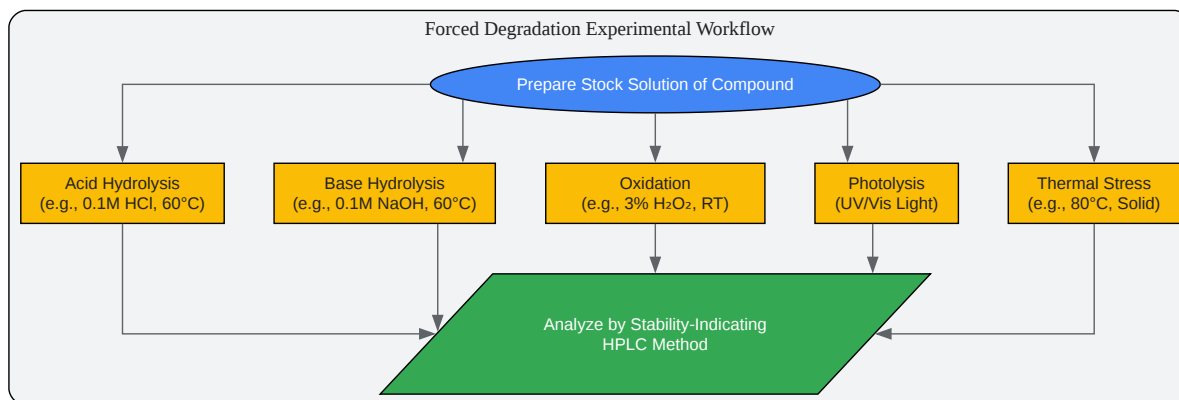 Forced Degradation Experimental Workflow
Prepare Stock Solution of Compound
Acid Hydrolysis
(e.g., 0.1M HCl, 60°C)
Base Hydrolysis
(e.g., 0.1M NaOH, 60°C)
Oxidation
(e.g., 3% H₂O₂, RT)
Photolysis
(UV/Vis Light)
Thermal Stress
(e.g., 80°C, Solid)
Analyze by Stability-Indicating
HPLC Method